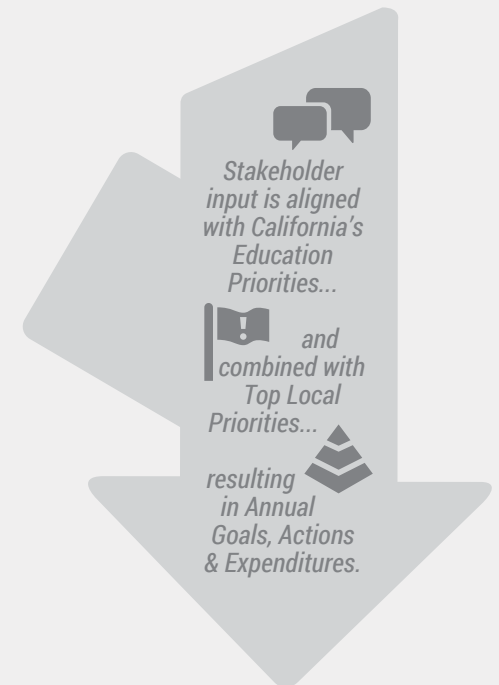 Stakeholder
input is aligned
with California's
Education
Priorities...
!
and
combined with
Top Local
Priorities...
resulting
in Annual
Goals, Actions
& Expenditures.